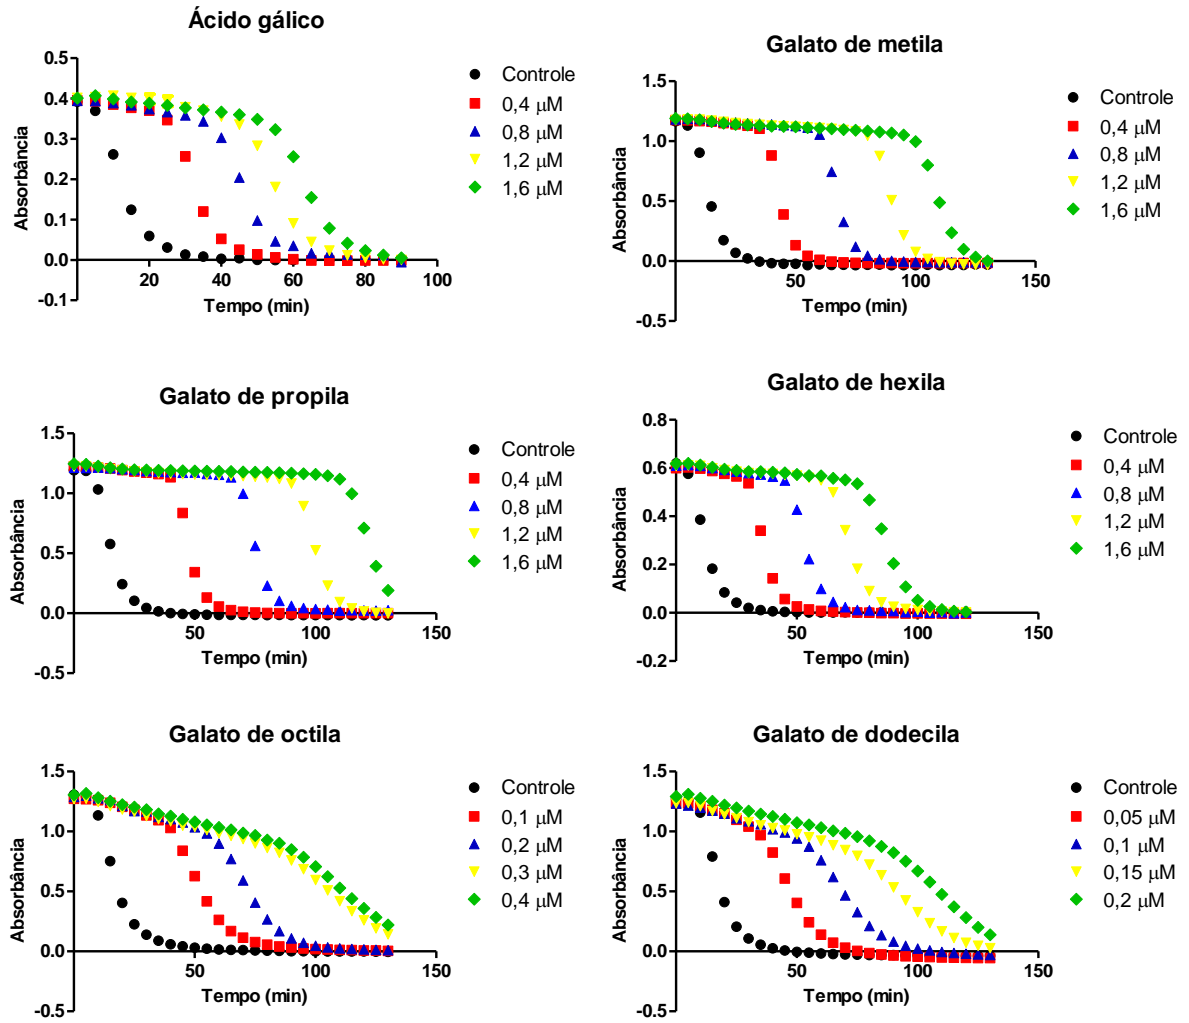 Ácido gálico
0.5
0.4
0.3
0.2
0.1
0.0
-0.1
20
40
60
80
100
Absorbância
Tempo (min)
Controle
0,4 μM
0,8 μM
1,2 μM
1,6 μM
Galato de metila
1.5
1.0
0.5
0.0
-0.5
50
100
150
Absorbância
Tempo (min)
Controle
0,4 μM
0,8 μM
1,2 μM
1,6 μM
Galato de propila
1.5
1.0
0.5
0.0
-0.5
50
100
150
Absorbância
Tempo (min)
Controle
0,4 μM
0,8 μM
1,2 μM
1,6 μM
Galato de hexila
0.8
0.6
0.4
0.2
0.0
-0.2
50
100
150
Absorbância
Tempo (min)
Controle
0,4 μM
0,8 μM
1,2 μM
1,6 μM
Galato de octila
1.5
1.0
0.5
0.0
-0.5
50
100
150
Absorbância
Tempo (min)
Controle
0,1 μM
0,2 μM
0,3 μM
0,4 μM
Galato de dodecila
1.5
1.0
0.5
0.0
-0.5
50
100
150
Absorbância
Tempo (min)
Controle
0,05 μM
0,1 μM
0,15 μM
0,2 μM